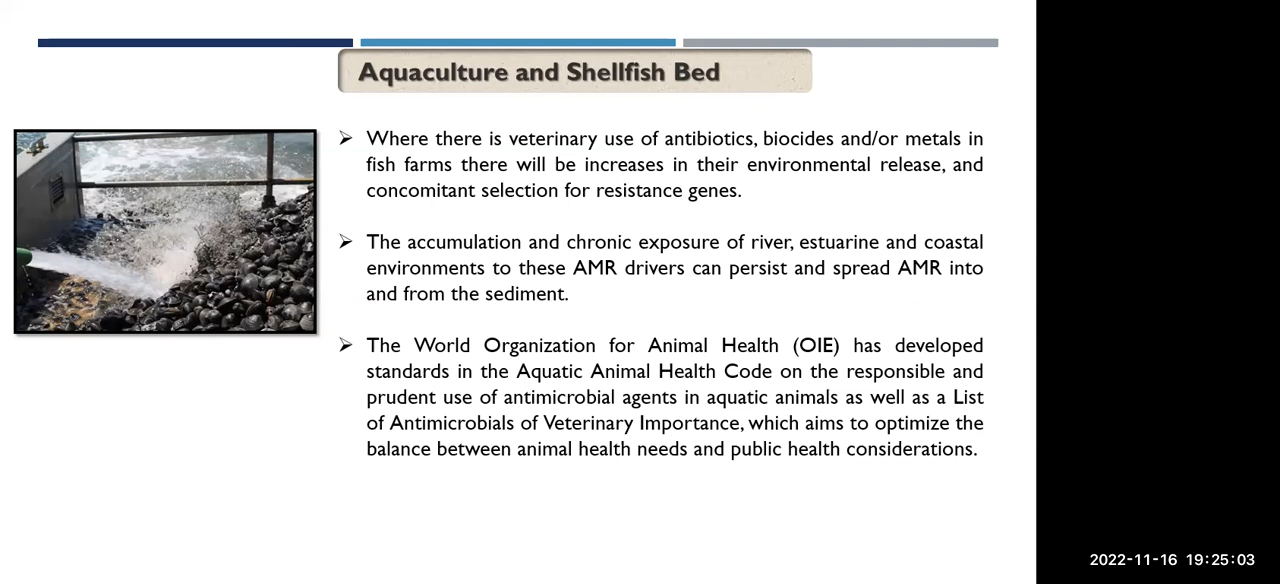 Aquaculture and Shellfish Bed
➢ Where there is veterinary use of antibiotics, biocides and/or metals in
fish farms there will be increases in their environmental release, and
concomitant selection for resistance genes.
➢ The accumulation and chronic exposure of river, estuarine and coastal
environments to these AMR drivers can persist and spread AMR into
and from the sediment.
➢ The World Organization for Animal Health (OIE) has developed
standards in the Aquatic Animal Health Code on the responsible and
prudent use of antimicrobial agents in aquatic animals as well as a List
of Antimicrobials of Veterinary Importance, which aims to optimize the
balance between animal health needs and public health considerations.
2022-11-16 19:25:03